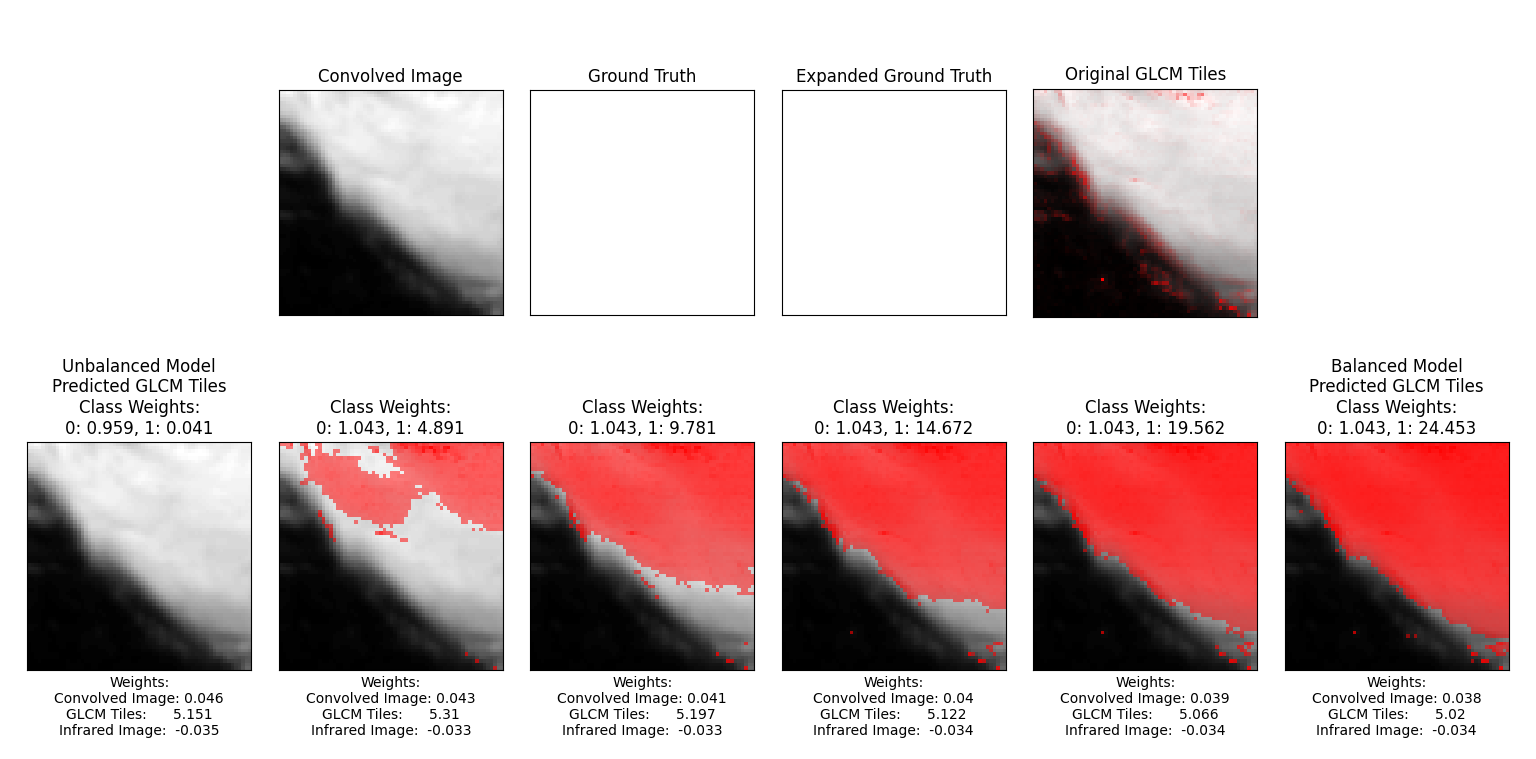 Convolved Image
Ground Truth
Expanded Ground Truth
Original GLCM Tiles
Unbalanced Model
Predicted GLCM Tiles
Class Weights:
0: 0.959, 1: 0.041
Class Weights:
0: 1.043, 1: 4.891
Class Weights:
0: 1.043, 1: 9.781
Class Weights:
0: 1.043, 1: 14.672
Class Weights:
0: 1.043, 1: 19.562
Balanced Model
Predicted GLCM Tiles
Class Weights:
0: 1.043, 1: 24.453
Weights:
Convolved Image: 0.046
GLCM Tiles: 5.151
Infrared Image: -0.035
Weights:
Convolved Image: 0.043
GLCM Tiles: 5.31
Infrared Image: -0.033
Weights:
Convolved Image: 0.041
GLCM Tiles: 5.197
Infrared Image: -0.033
Weights:
Convolved Image: 0.04
GLCM Tiles: 5.122
Infrared Image: -0.034
Weights:
Convolved Image: 0.039
GLCM Tiles: 5.066
Infrared Image: -0.034
Weights:
Convolved Image: 0.038
GLCM Tiles: 5.02
Infrared Image: -0.034